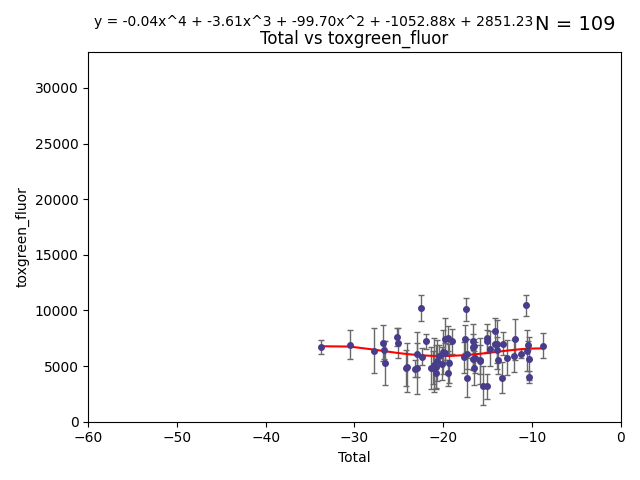 y = -0.04x^4 + -3.61x^3 + -99.70x^2 + -1052.88x + 2851.23
N = 109
Total vs toxgreen_fluor
30000
25000
20000
15000
10000
5000
0
toxgreen_fluor
−60 −50 −40 −30 −20 −10 0
Total